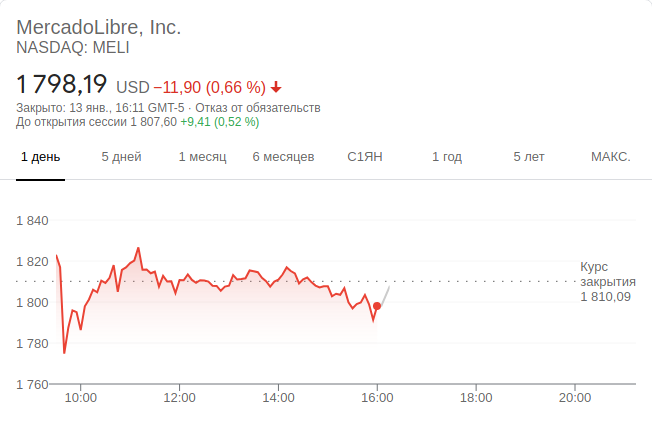 MercadoLibre, Inc.
NASDAQ: MELI
1 798,19 USD −11,90 (0,66 %)
Закрыто: 13 янв., 16:11 GMT-5 · Отказ от обязательств
До открытия сессии 1 807,60 +9,41 (0,52 %)
1 день 5 дней 1 месяц 6 месяцев С1ЯН 1 год 5 лет МАКС.
1 840
1 820
Курс
закрытия
1 810,09
1 800
1 780
1 760
10:00 12:00 14:00 16:00 18:00 20:00